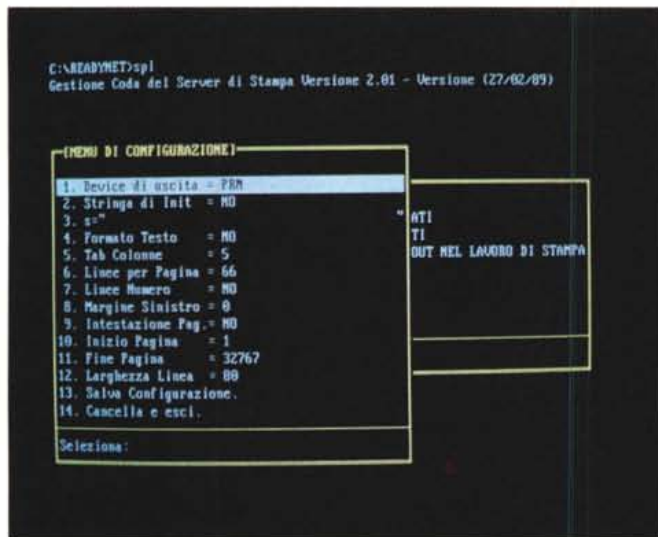 C:\READYNET>spl
Gestione Coda del Server di Stampa Versione 2.01 - Versione (27/02/89)
[MENU DI CONFIGURAZIONE]
1. Device di uscita = PRN
2. Stringa di Init = NO
3. s=" "
4. Formato Testo = NO
5. Tab Colonne = 5
6. Linee per Pagina = 66
7. Linee Numero = NO
8. Margine Sinistro = 0
9. Intestazione Pag.= NO
10. Inizio Pagina = 1
11. Fine Pagina = 32767
12. Larghezza Linea = 80
13. Salva Configurazione.
14. Cancella e esci.
Seleziona:
ATI
TI
OUT NEL LAVORO DI STAMPA